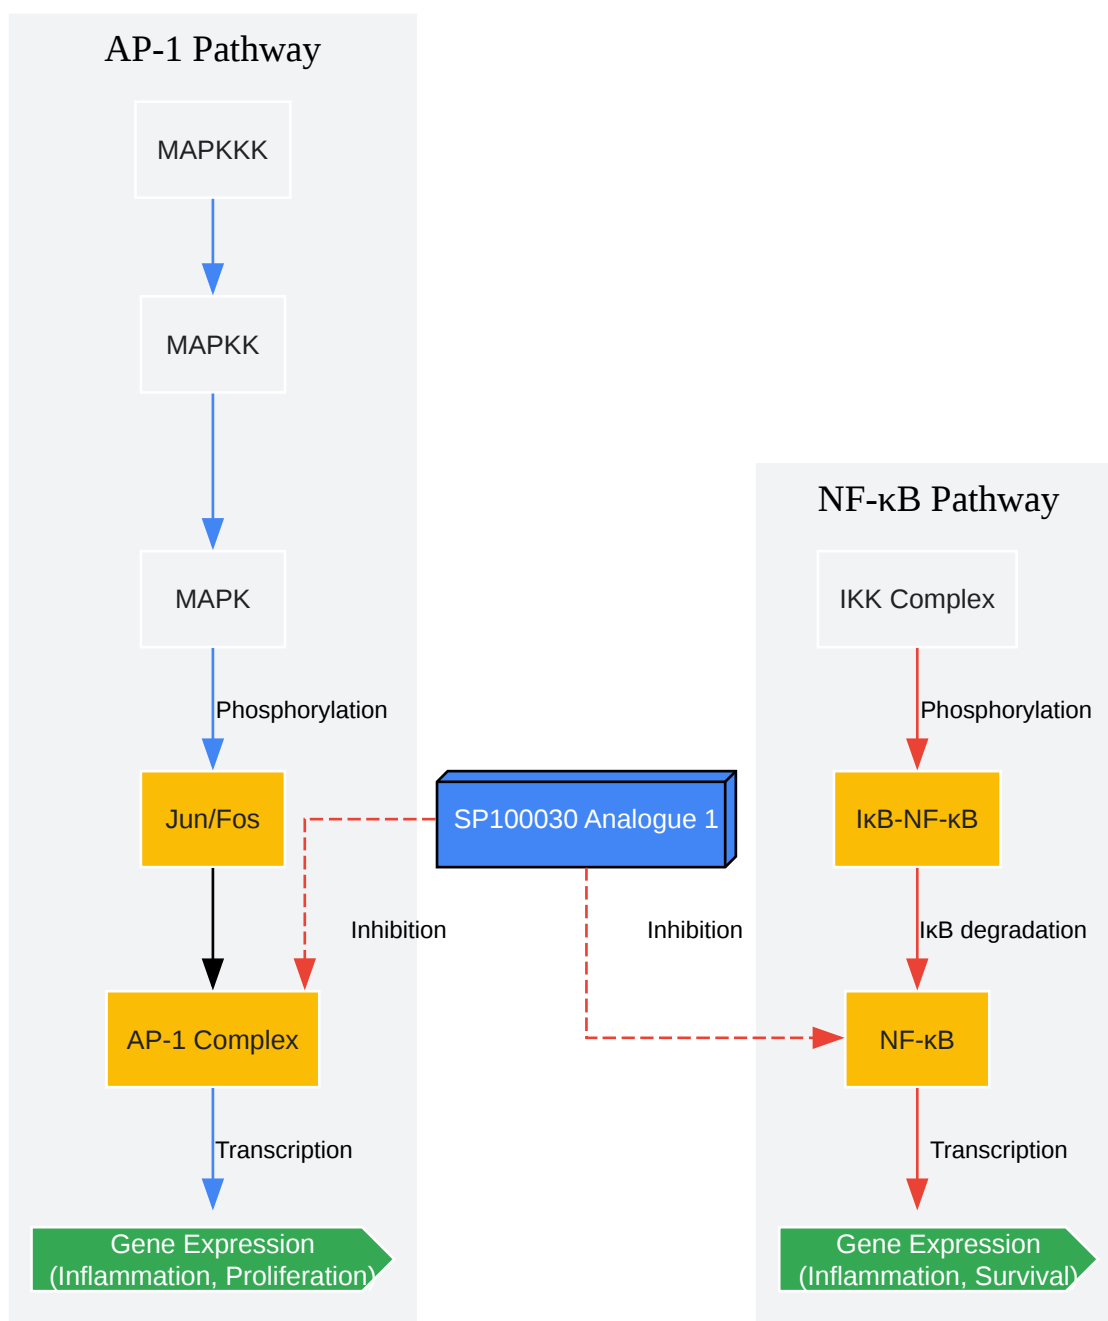 AP-1 Pathway
MAPKKK
MAPKK
MAPK
Phosphorylation
Jun/Fos
Inhibition
AP-1 Complex
Transcription
Gene Expression
(Inflammation, Proliferation)
SP100030 Analogue 1
Inhibition
NF-κB Pathway
IKK Complex
Phosphorylation
IκB-NF-κB
IκB degradation
NF-κB
Transcription
Gene Expression
(Inflammation, Survival)